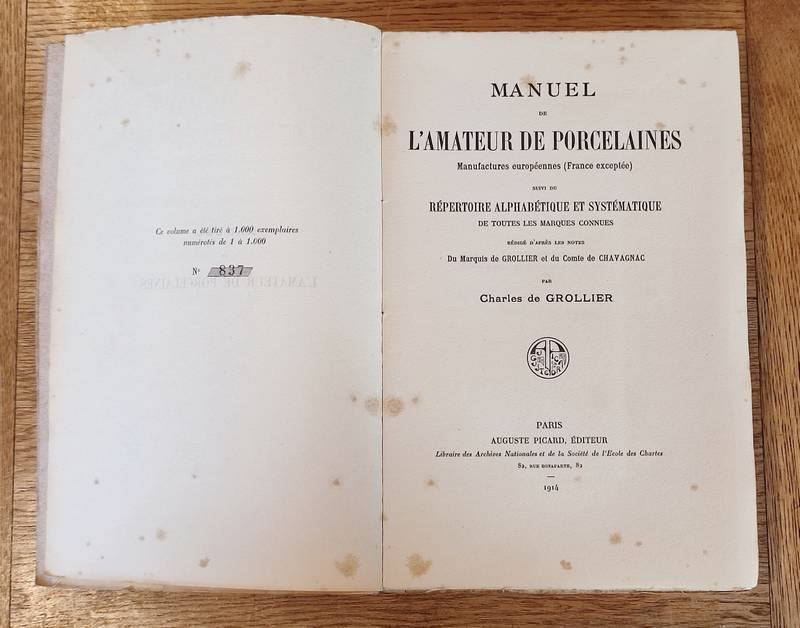 Ce volume a été tiré à 1.000 exemplaires
numérotés de 1 à 1.000
N° 837
MANUEL
DE
L'AMATEUR DE PORCELAINES
Manufactures européennes (France exceptée)
SUIVI DU
RÉPERTOIRE ALPHABÉTIQUE ET SYSTÉMATIQUE
DE TOUTES LES MARQUES CONNUES
RÉDIGÉ D'APRÈS LES NOTES
Du Marquis de GROLLIER et du Comte de CHAVAGNAC
PAR
Charles de GROLLIER
PARIS
AUGUSTE PICARD, ÉDITEUR
Libraire des Archives Nationales et de la Société de l'Ecole des Chartes
82, RUE BONAPARTE, 82
1914